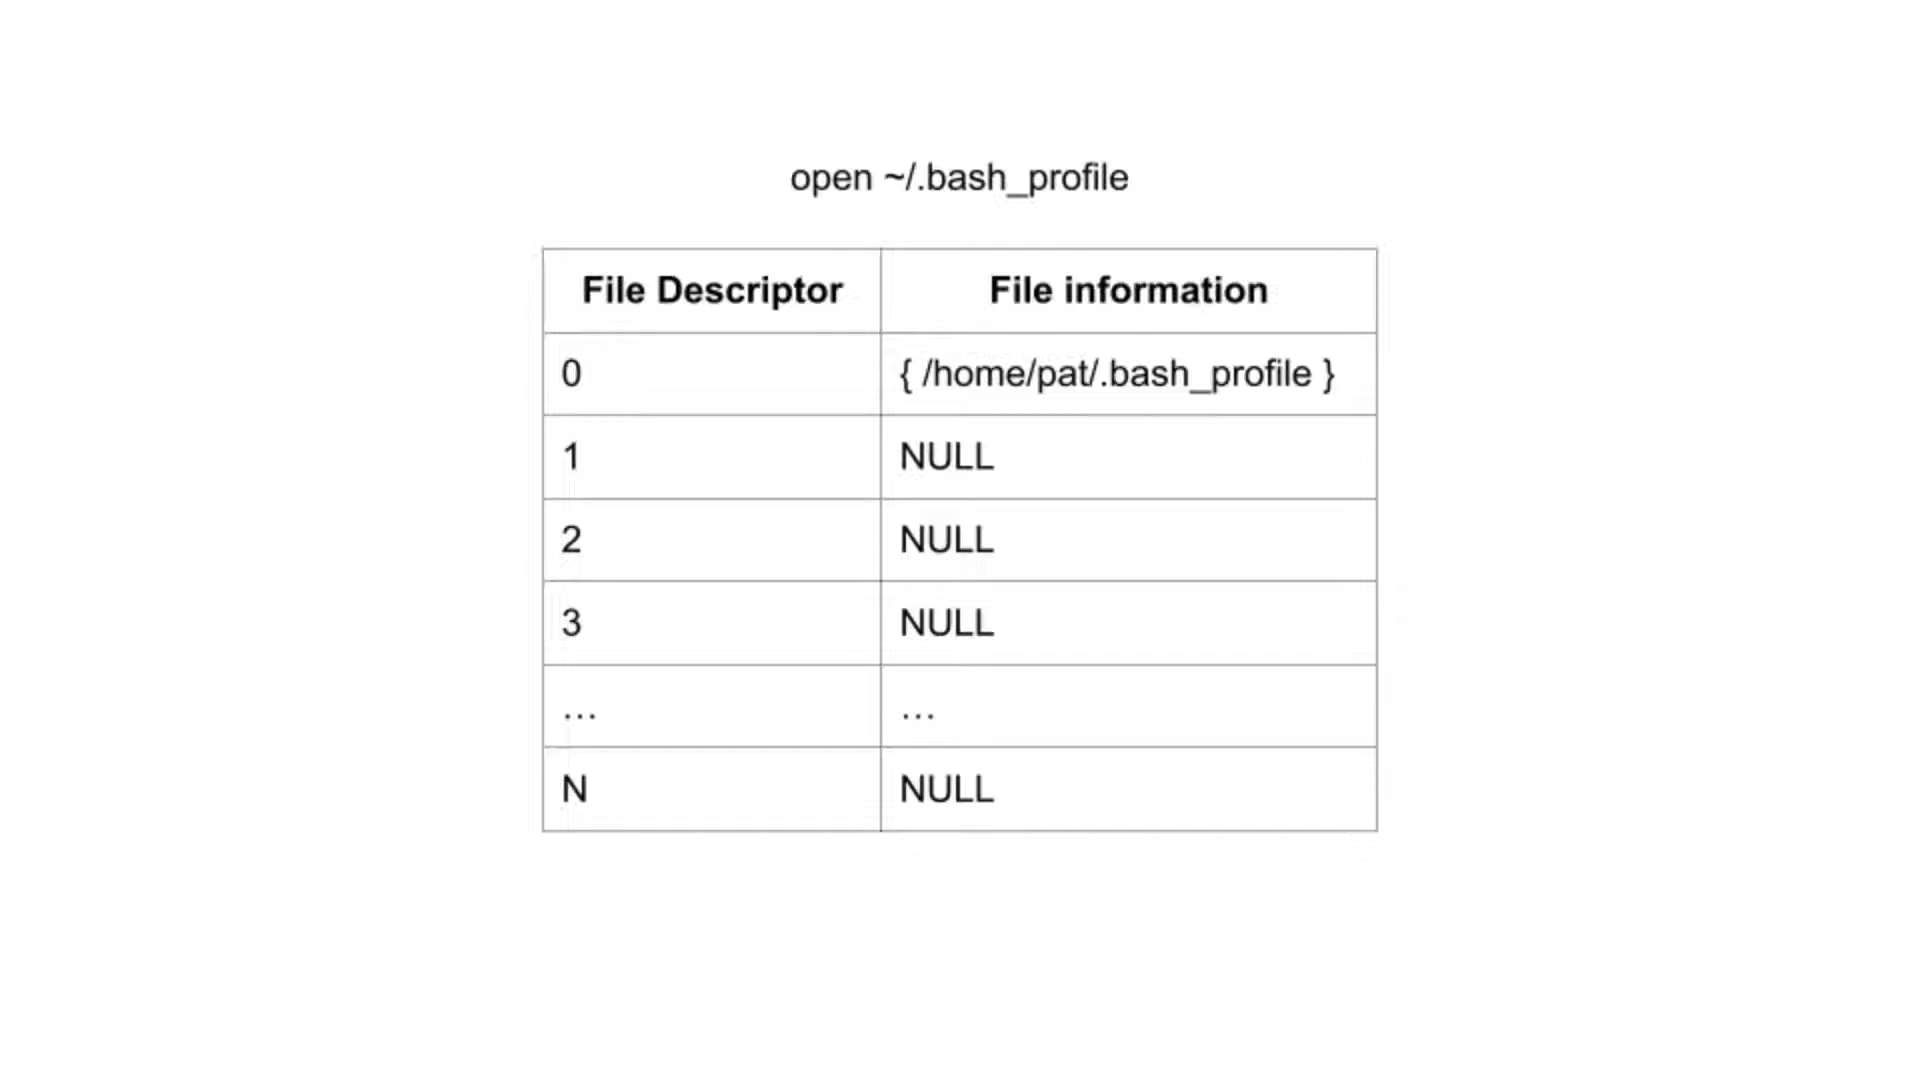 open ~/.bash_profile
File Descriptor File information
0 { /home/pat/.bash_profile }
1 NULL
2 NULL
3 NULL
... ...
N NULL